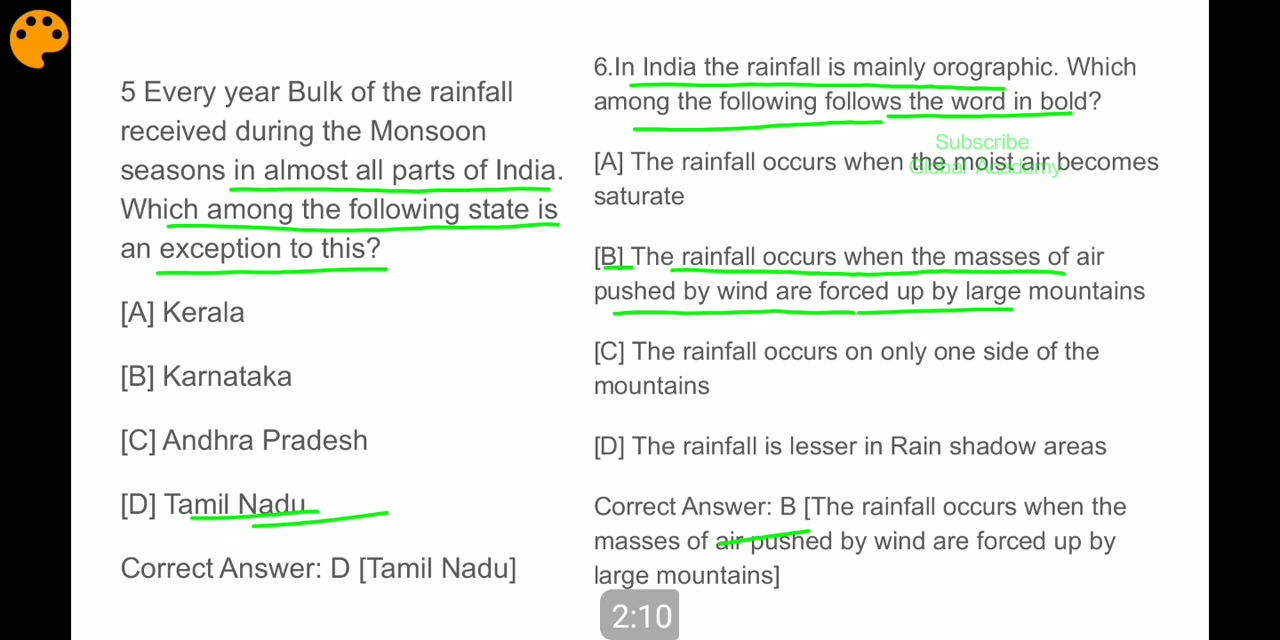 5 Every year Bulk of the rainfall
received during the Monsoon
seasons in almost all parts of India.
Which among the following state is
an exception to this?
[A] Kerala
[B] Karnataka
[C] Andhra Pradesh
[D] Tamil Nadu
Correct Answer: D [Tamil Nadu]
6.In India the rainfall is mainly orographic. Which
among the following follows the word in bold?
Subscribe
Global Academy
[A] The rainfall occurs when the moist air becomes
saturate
[B] The rainfall occurs when the masses of air
pushed by wind are forced up by large mountains
[C] The rainfall occurs on only one side of the
mountains
[D] The rainfall is lesser in Rain shadow areas
Correct Answer: B [The rainfall occurs when the
masses of air pushed by wind are forced up by
large mountains]
2:10